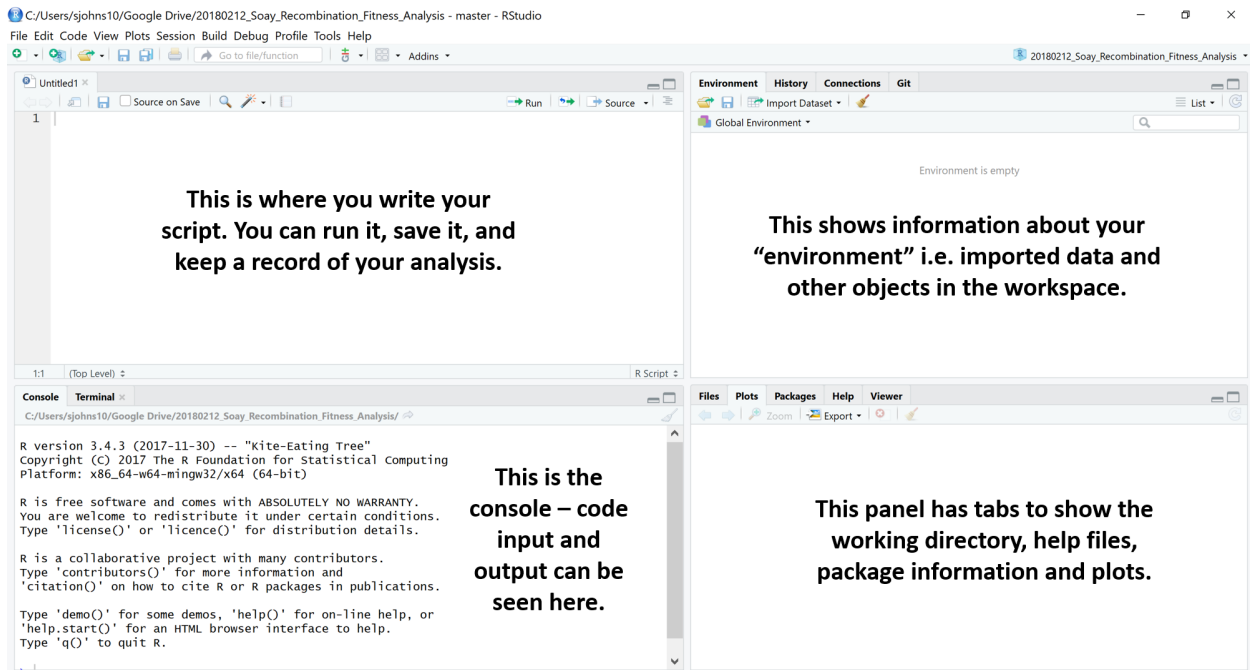 C:/Users/sjohns10/Google Drive/20180212_Soay_Recombination_Fitness_Analysis - master - RStudio
File Edit Code View Plots Session Build Debug Profile Tools Help
Go to file/function Addins 20180212_Soay_Recombination_Fitness_Analysis
Untitled1
Source on Save Run Source
1
This is where you write your
script. You can run it, save it, and
keep a record of your analysis.
1:1 (Top Level) R Script
Environment History Connections Git
Import Dataset List
Global Environment
Environment is empty
This shows information about your
“environment” i.e. imported data and
other objects in the workspace.
Console Terminal
C:/Users/sjohns10/Google Drive/20180212_Soay_Recombination_Fitness_Analysis/
R version 3.4.3 (2017-11-30) -- "Kite-Eating Tree"
Copyright (C) 2017 The R Foundation for Statistical Computing
Platform: x86_64-w64-mingw32/x64 (64-bit)
R is free software and comes with ABSOLUTELY NO WARRANTY.
You are welcome to redistribute it under certain conditions.
Type 'license()' or 'licence()' for distribution details.
R is a collaborative project with many contributors.
Type 'contributors()' for more information and
'citation()' on how to cite R or R packages in publications.
Type 'demo()' for some demos, 'help()' for on-line help, or
'help.start()' for an HTML browser interface to help.
Type 'q()' to quit R.
>
This is the
console – code
input and
output can be
seen here.
Files Plots Packages Help Viewer
Zoom Export
This panel has tabs to show the
working directory, help files,
package information and plots.